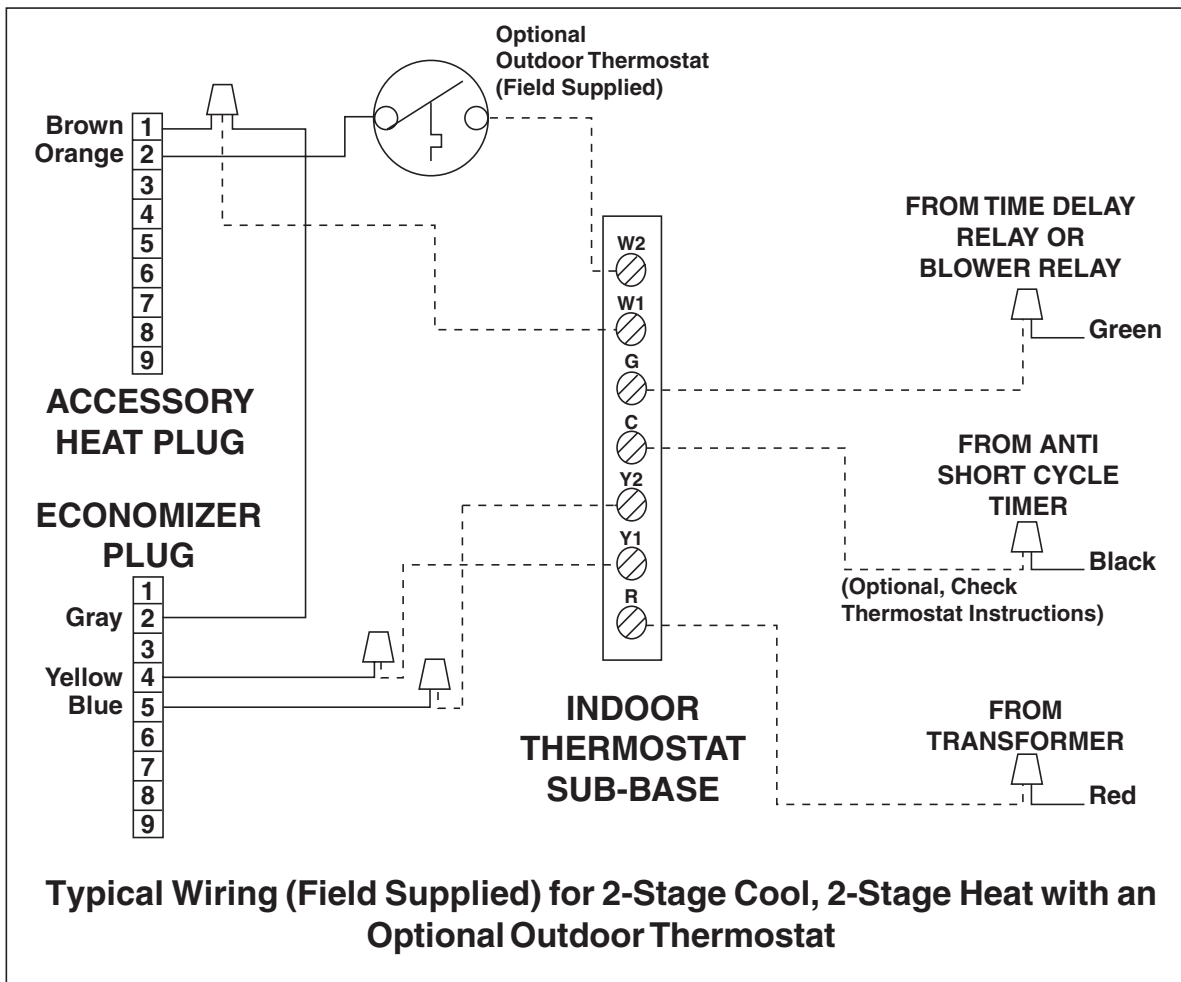 Optional
Outdoor Thermostat
(Field Supplied)
Brown
Orange
1
2
3
4
5
6
7
8
9
ACCESSORY
HEAT PLUG
ECONOMIZER
PLUG
Gray
Yellow
Blue
1
2
3
4
5
6
7
8
9
W2
W1
G
C
Y2
Y1
R
INDOOR
THERMOSTAT
SUB-BASE
FROM TIME DELAY
RELAY OR
BLOWER RELAY
Green
FROM ANTI
SHORT CYCLE
TIMER
Black
(Optional, Check
Thermostat Instructions)
FROM
TRANSFORMER
Red
Typical Wiring (Field Supplied) for 2-Stage Cool, 2-Stage Heat with an
Optional Outdoor Thermostat